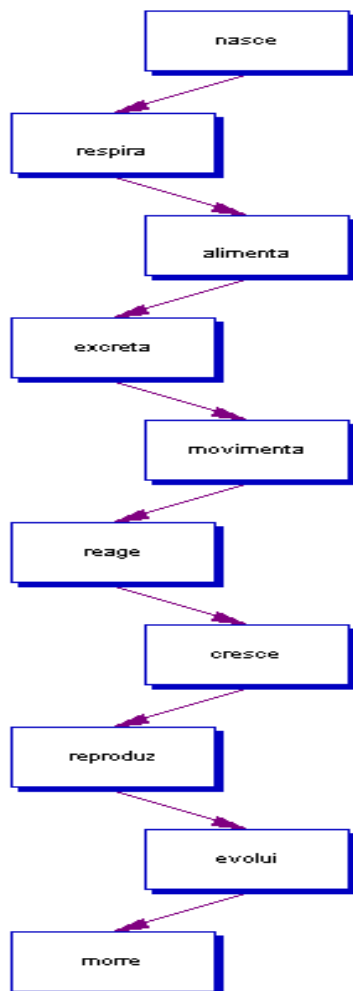 nasce
respira
alimenta
excreta
movimenta
reage
cresce
reproduz
evolui
morre